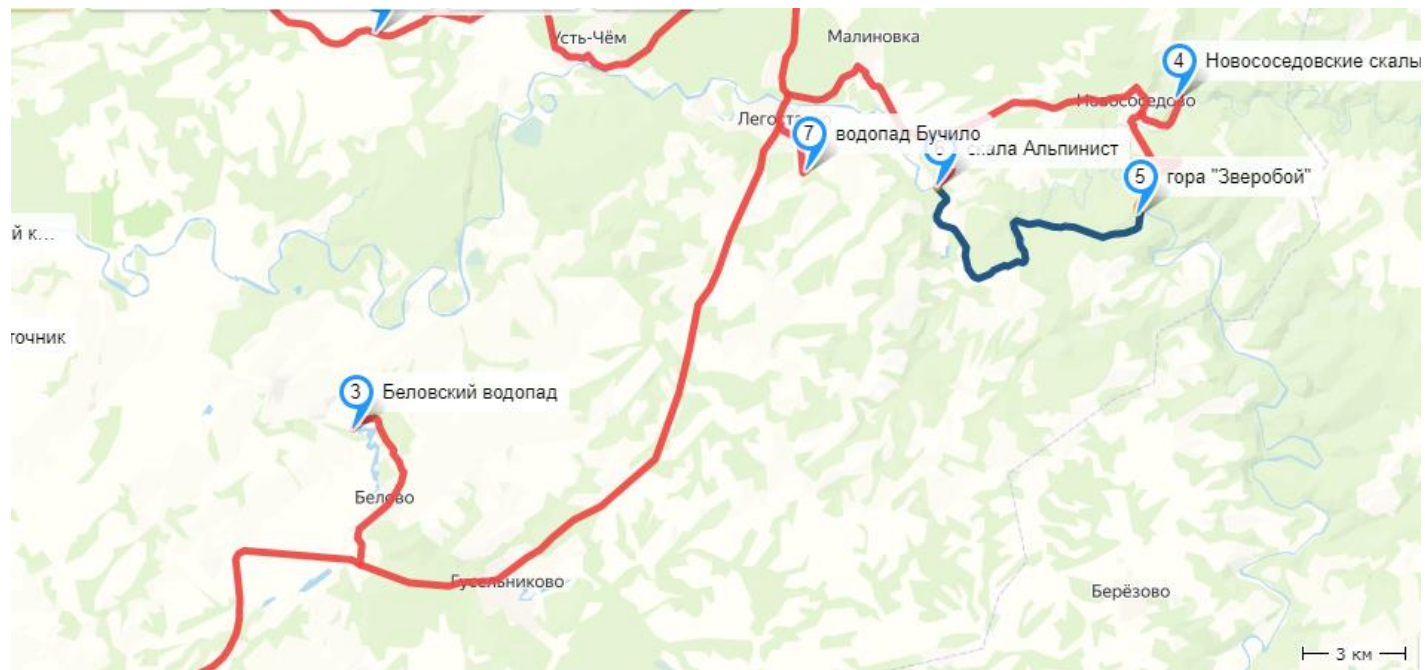 Усть-Чём
Малиновка
4 Новососедовские скалы
Новососедово
7 водопад Бучило
скала Альпинист
5 гора "Зверобой"
й к...
точник
3 Беловский водопад
Белово
Гусельниково
Берёзово
3 км